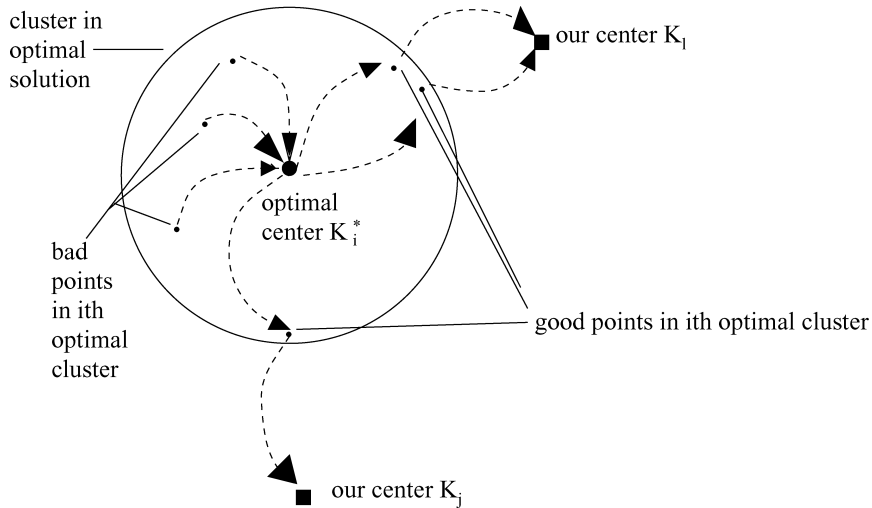 cluster in
optimal
solution
our center K_l
optimal
center K_i^*
bad
points
in ith
optimal
cluster
good points in ith optimal cluster
our center K_j